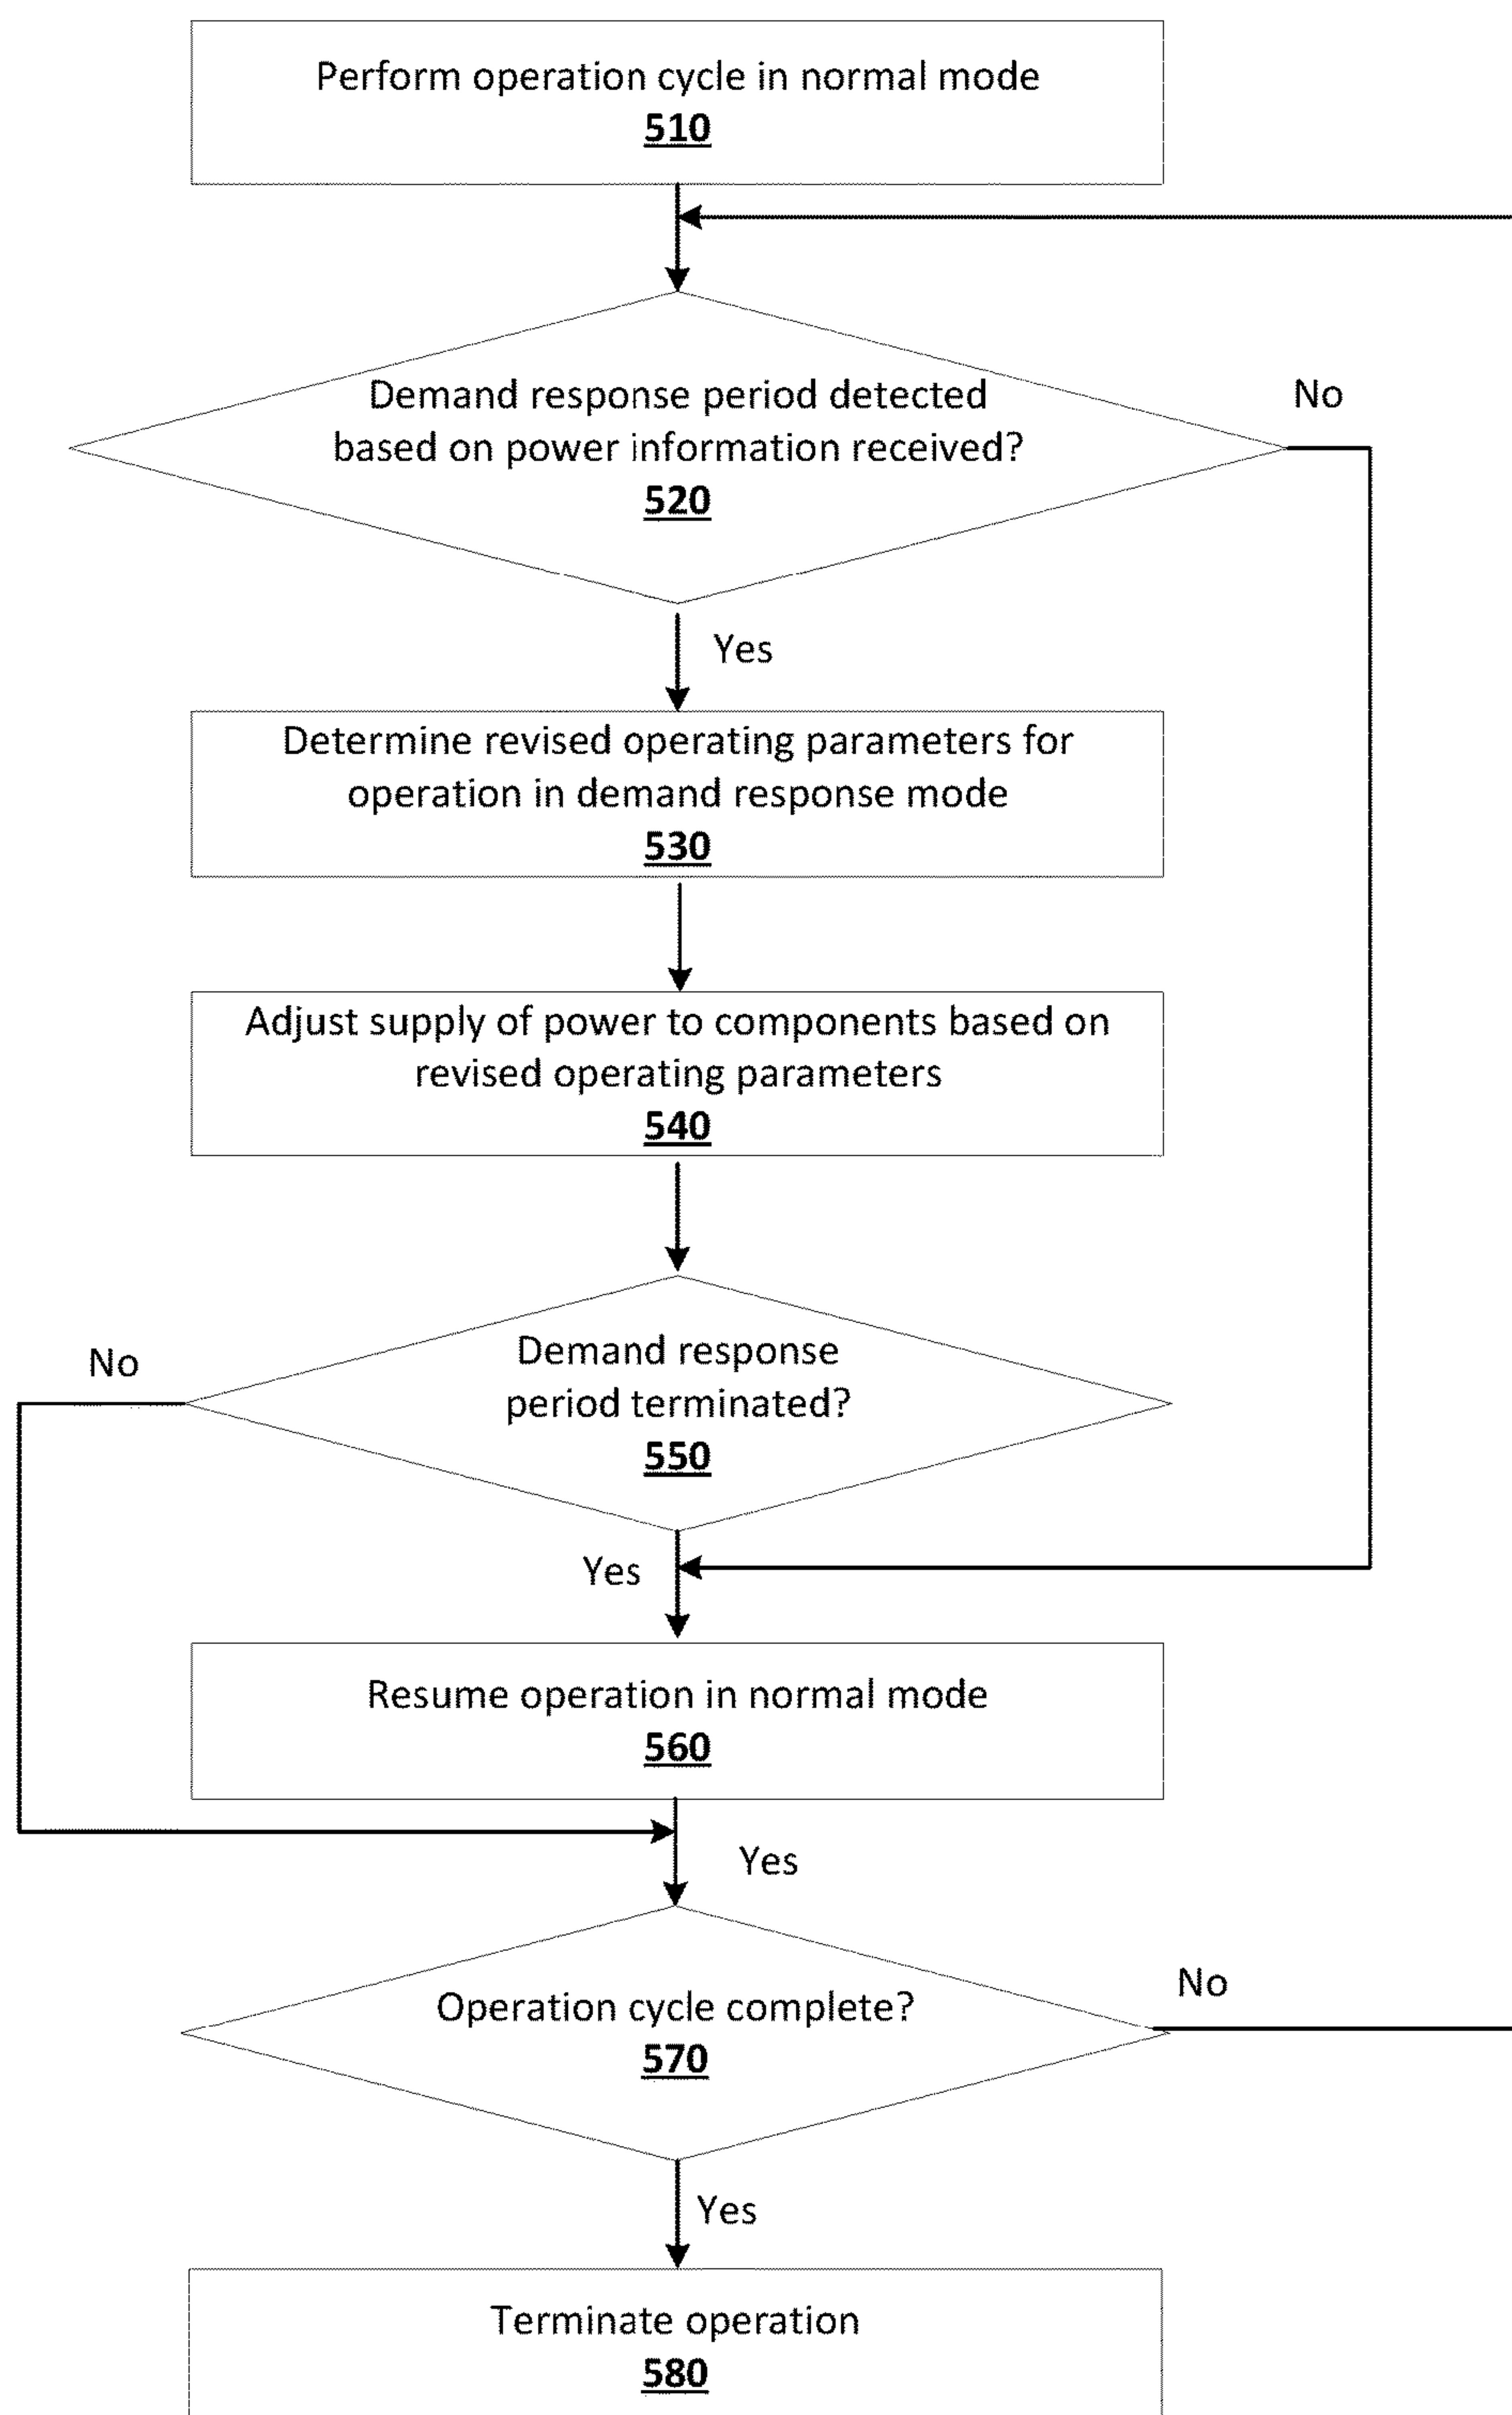 Perform operation cycle in normal mode
510
Demand response period detected
based on power information received?
520
No
Yes
Determine revised operating parameters for
operation in demand response mode
530
Adjust supply of power to components based on
revised operating parameters
540
No
Demand response
period terminated?
550
Yes
Resume operation in normal mode
560
Yes
No
Operation cycle complete?
570
Yes
Terminate operation
580